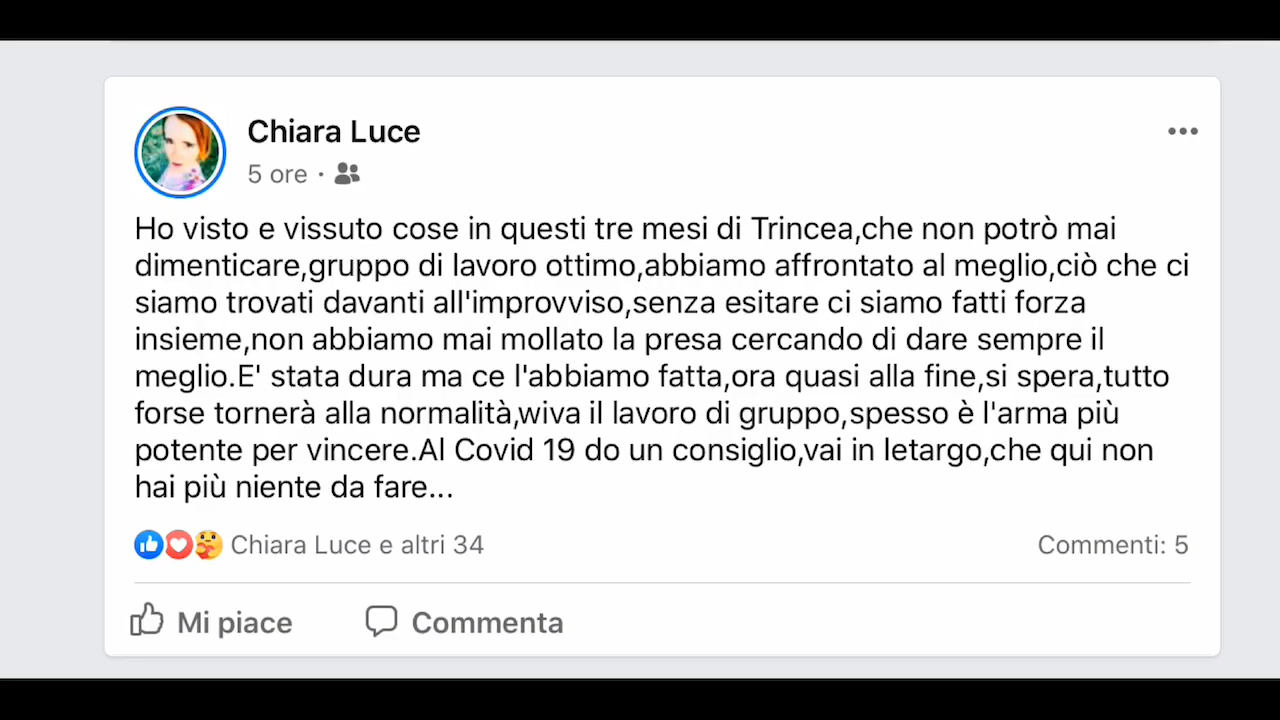 Chiara Luce
5 ore ·
Ho visto e vissuto cose in questi tre mesi di Trincea,che non potrò mai
dimenticare,gruppo di lavoro ottimo,abbiamo affrontato al meglio,ciò che ci
siamo trovati davanti all'improvviso,senza esitare ci siamo fatti forza
insieme,non abbiamo mai mollato la presa cercando di dare sempre il
meglio.E' stata dura ma ce l'abbiamo fatta,ora quasi alla fine,si spera,tutto
forse tornerà alla normalità,wiva il lavoro di gruppo,spesso è l'arma più
potente per vincere.Al Covid 19 do un consiglio,vai in letargo,che qui non
hai più niente da fare...
Chiara Luce e altri 34 Commenti: 5
Mi piace Commenta